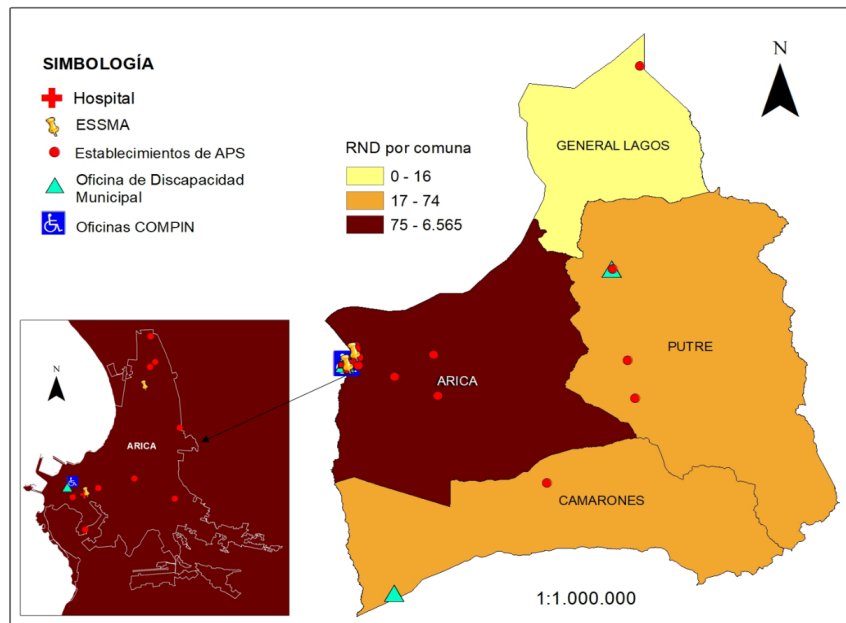 SIMBOLOGÍA
Hospital
ESSMA
Establecimientos de APS
Oficina de Discapacidad
Municipal
Oficinas COMPIN
RND por comuna
0 - 16
17 - 74
75 - 6.565
N
GENERAL LAGOS
PUTRE
ARICA
CAMARONES
1:1.000.000
N
ARICA